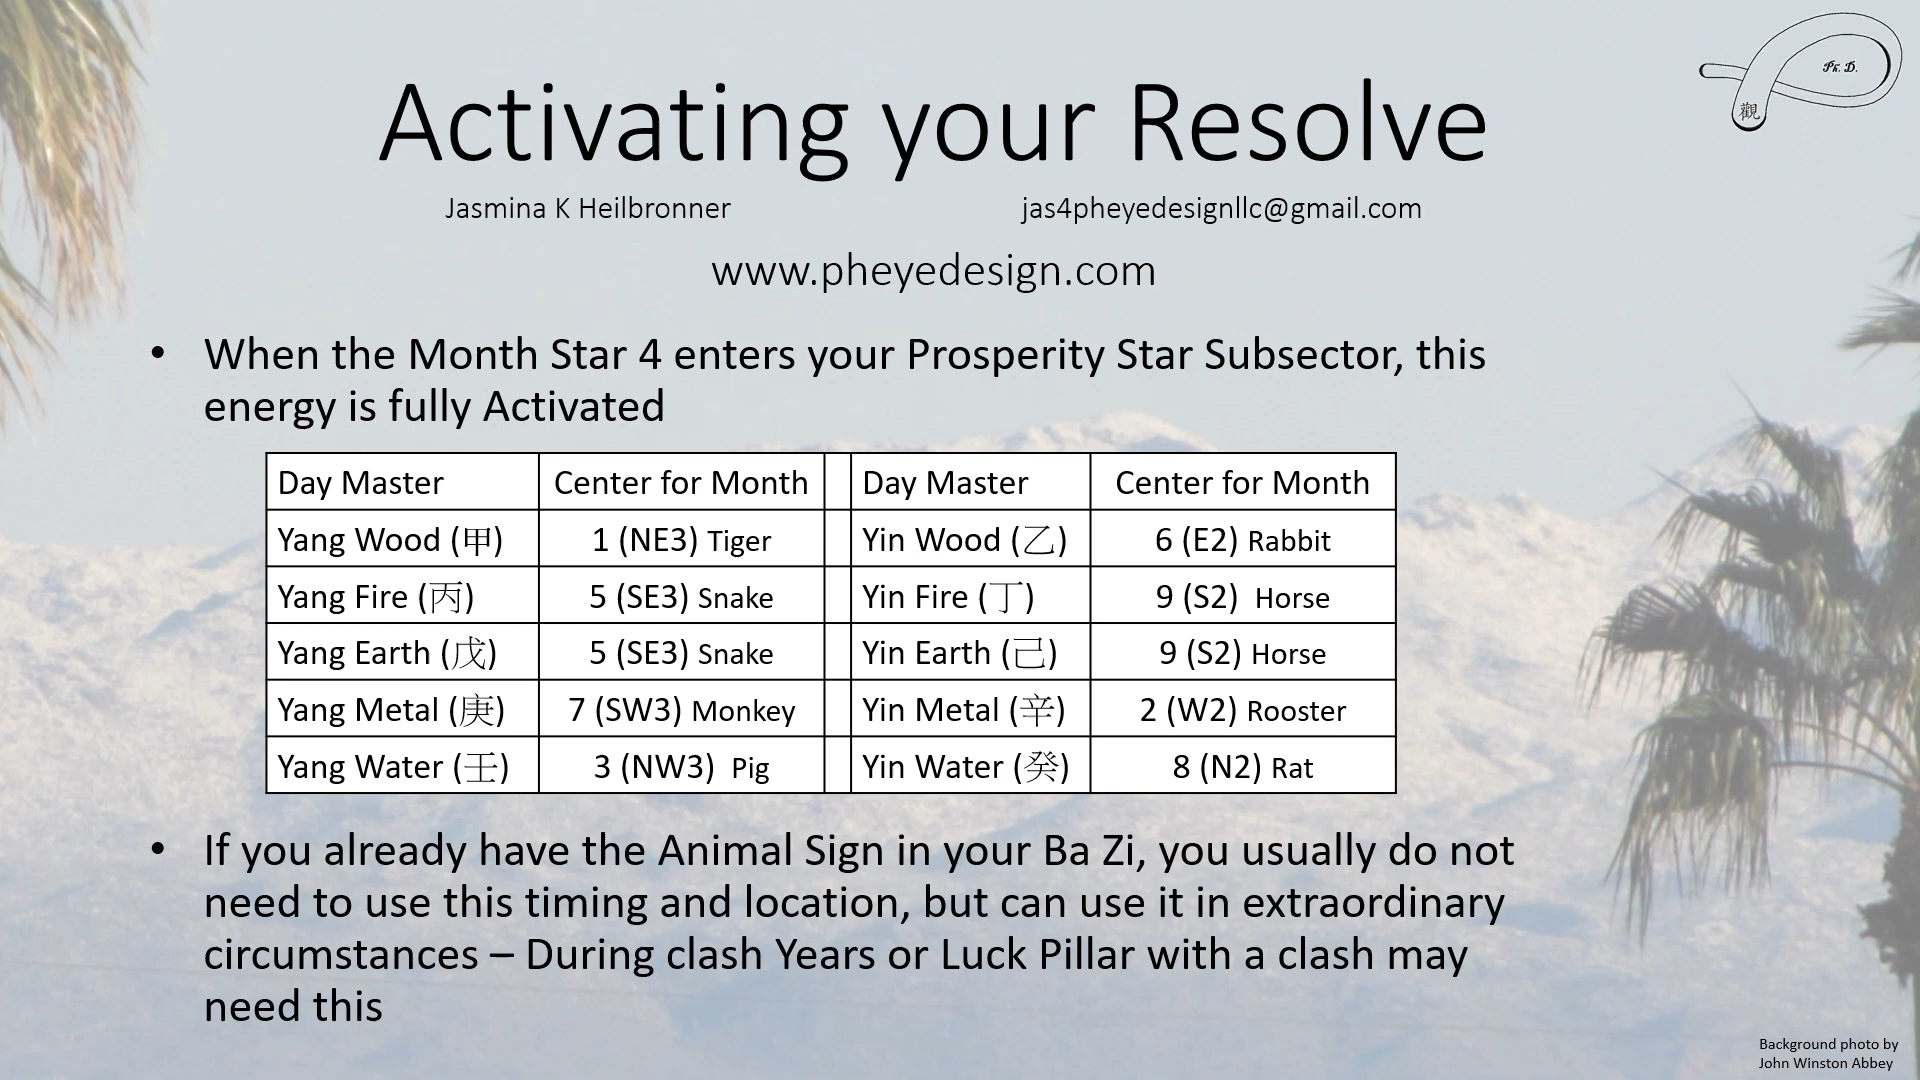 Ph. D.
觀
Activating your Resolve
Jasmina K Heilbronner jas4pheyedesignllc@gmail.com
www.pheyedesign.com
• When the Month Star 4 enters your Prosperity Star Subsector, this
energy is fully Activated
Day Master Center for Month Day Master Center for Month
Yang Wood (甲) 1 (NE3) Tiger Yin Wood (乙) 6 (E2) Rabbit
Yang Fire (丙) 5 (SE3) Snake Yin Fire (丁) 9 (S2) Horse
Yang Earth (戊) 5 (SE3) Snake Yin Earth (己) 9 (S2) Horse
Yang Metal (庚) 7 (SW3) Monkey Yin Metal (辛) 2 (W2) Rooster
Yang Water (壬) 3 (NW3) Pig Yin Water (癸) 8 (N2) Rat
• If you already have the Animal Sign in your Ba Zi, you usually do not
need to use this timing and location, but can use it in extraordinary
circumstances – During clash Years or Luck Pillar with a clash may
need this
Background photo by
John Winston Abbey